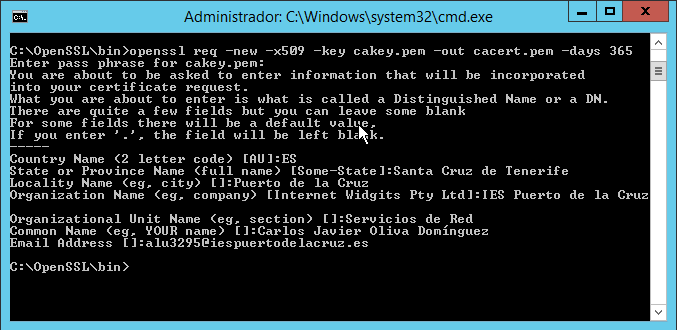 Administrador: C:\Windows\system32\cmd.exe
C:\OpenSSL\bin>openssl req -new -x509 -key cakey.pem -out cacert.pem -days 365
Enter pass phrase for cakey.pem:
You are about to be asked to enter information that will be incorporated
into your certificate request.
What you are about to enter is what is called a Distinguished Name or a DN.
There are quite a few fields but you can leave some blank
For some fields there will be a default value,
If you enter '.', the field will be left blank.
-----
Country Name (2 letter code) [AU]:ES
State or Province Name (full name) [Some-State]:Santa Cruz de Tenerife
Locality Name (eg, city) []:Puerto de la Cruz
Organization Name (eg, company) [Internet Widgits Pty Ltd]:IES Puerto de la Cruz
Organizational Unit Name (eg, section) []:Servicios de Red
Common Name (eg, YOUR name) []:Carlos Javier Oliva Domínguez
Email Address []:alu3295@iespuertodelacruz.es
C:\OpenSSL\bin>